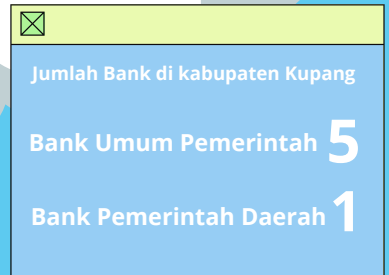 Jumlah Bank di kabupaten Kupang
Bank Umum Pemerintah 5
Bank Pemerintah Daerah 1